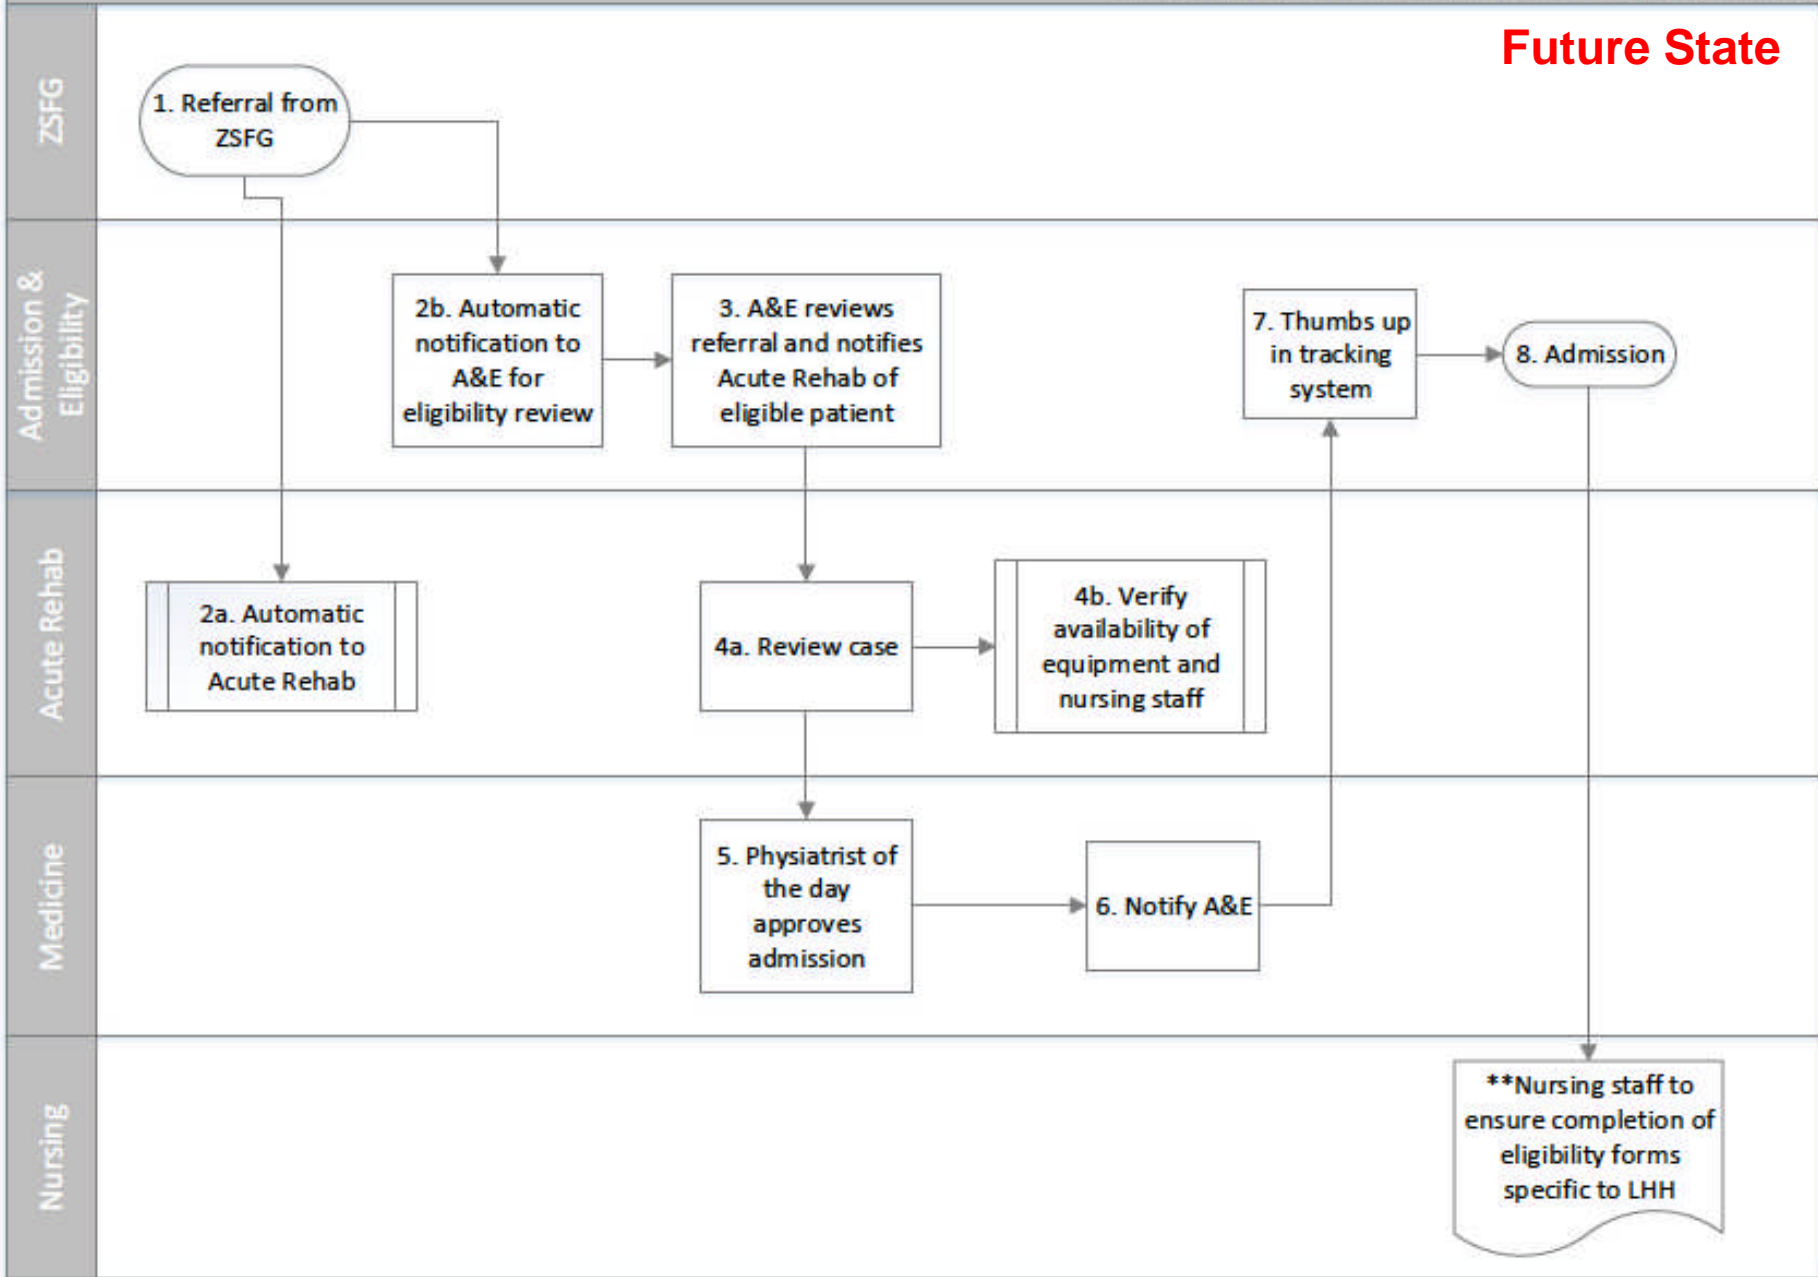 Future State
ZSFG
1. Referral from
ZSFG
Admission &
Eligibility
2b. Automatic
notification to
A&E for
eligibility review
3. A&E reviews
referral and notifies
Acute Rehab of
eligible patient
7. Thumbs up
in tracking
system
8. Admission
Acute Rehab
2a. Automatic
notification to
Acute Rehab
4a. Review case
4b. Verify
availability of
equipment and
nursing staff
Medicine
5. Physiatrist of
the day
approves
admission
6. Notify A&E
Nursing
**Nursing staff to
ensure completion of
eligibility forms
specific to LHH